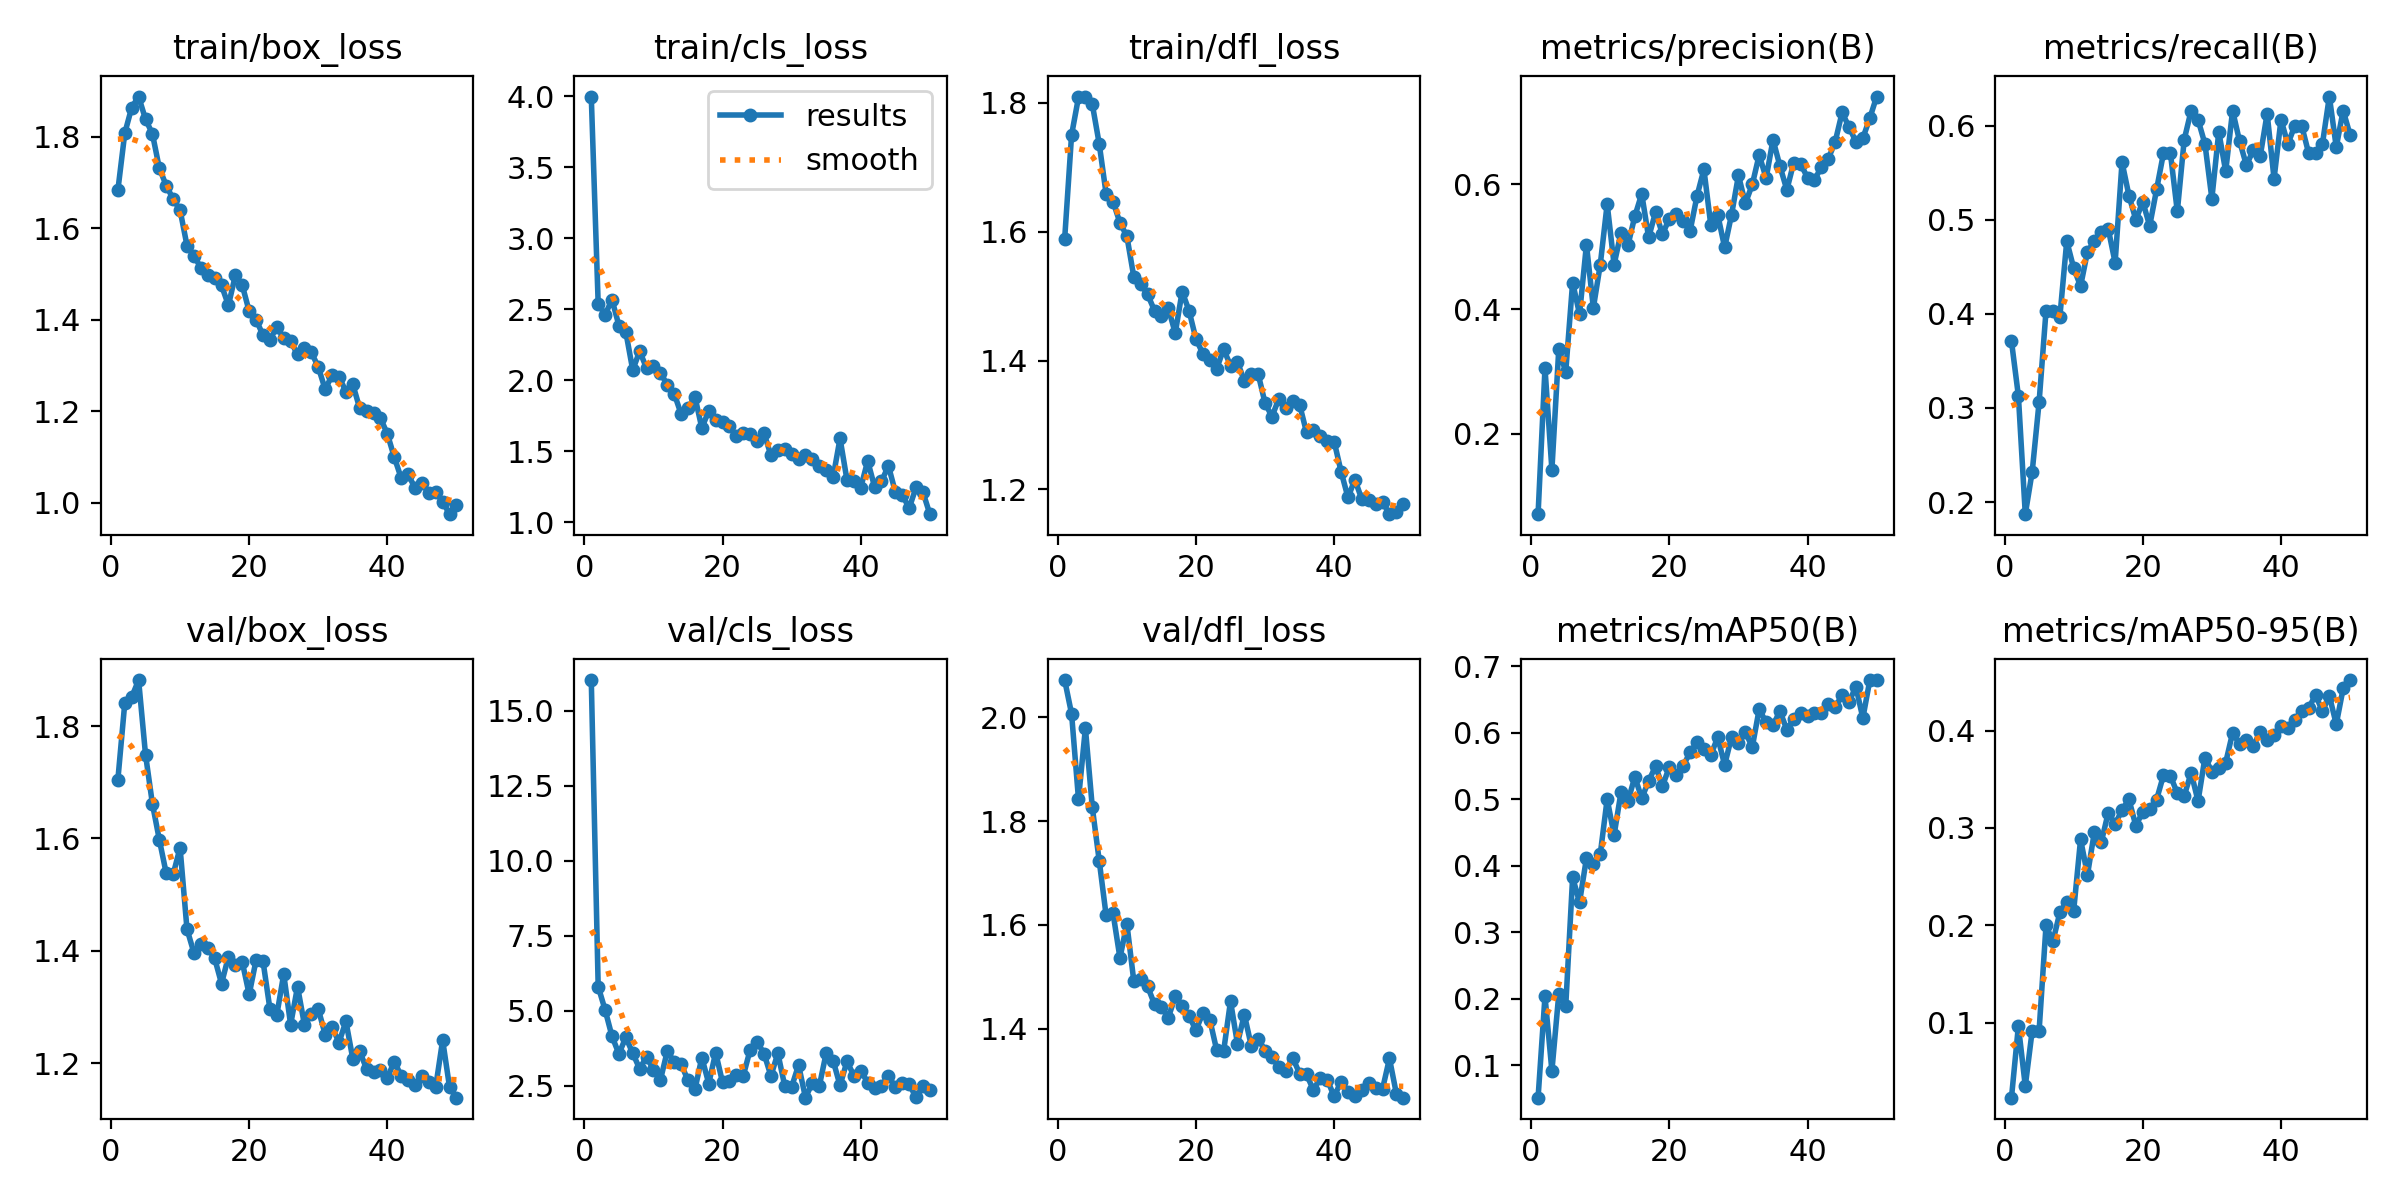 train/box_loss
train/cls_loss
train/dfl_loss
metrics/precision(B)
metrics/recall(B)
1.8
1.6
1.4
1.2
1.0
0 20 40
4.0
3.5
3.0
2.5
2.0
1.5
1.0
results
smooth
0 20 40
1.8
1.6
1.4
1.2
0 20 40
0.6
0.4
0.2
0 20 40
0.6
0.5
0.4
0.3
0.2
0 20 40
val/box_loss
val/cls_loss
val/dfl_loss
metrics/mAP50(B)
metrics/mAP50-95(B)
1.8
1.6
1.4
1.2
0 20 40
15.0
12.5
10.0
7.5
5.0
2.5
0 20 40
2.0
1.8
1.6
1.4
0 20 40
0.7
0.6
0.5
0.4
0.3
0.2
0.1
0 20 40
0.4
0.3
0.2
0.1
0 20 40